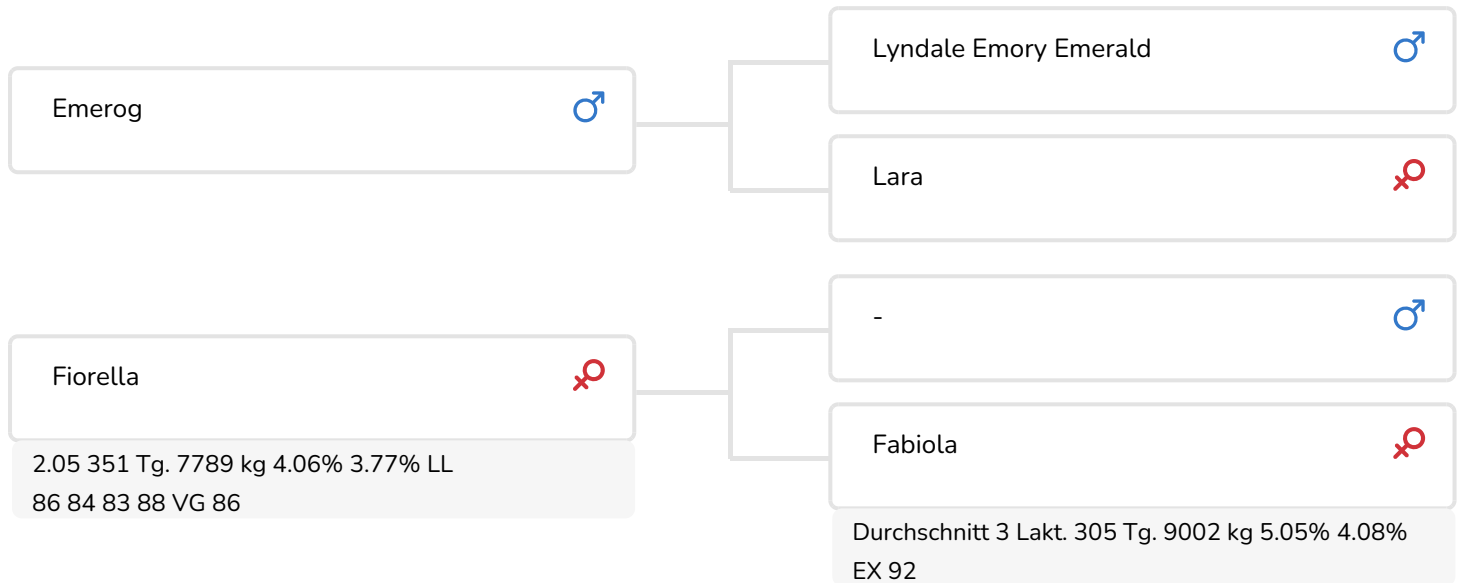 Emerog
Lyndale Emory Emerald
Lara
Fiorella
2.05 351 Tg. 7789 kg 4.06% 3.77% LL
86 84 83 88 VG 86
-
Fabiola
Durchschnitt 3 Lakt. 305 Tg. 9002 kg 5.05% 4.08%
EX 92